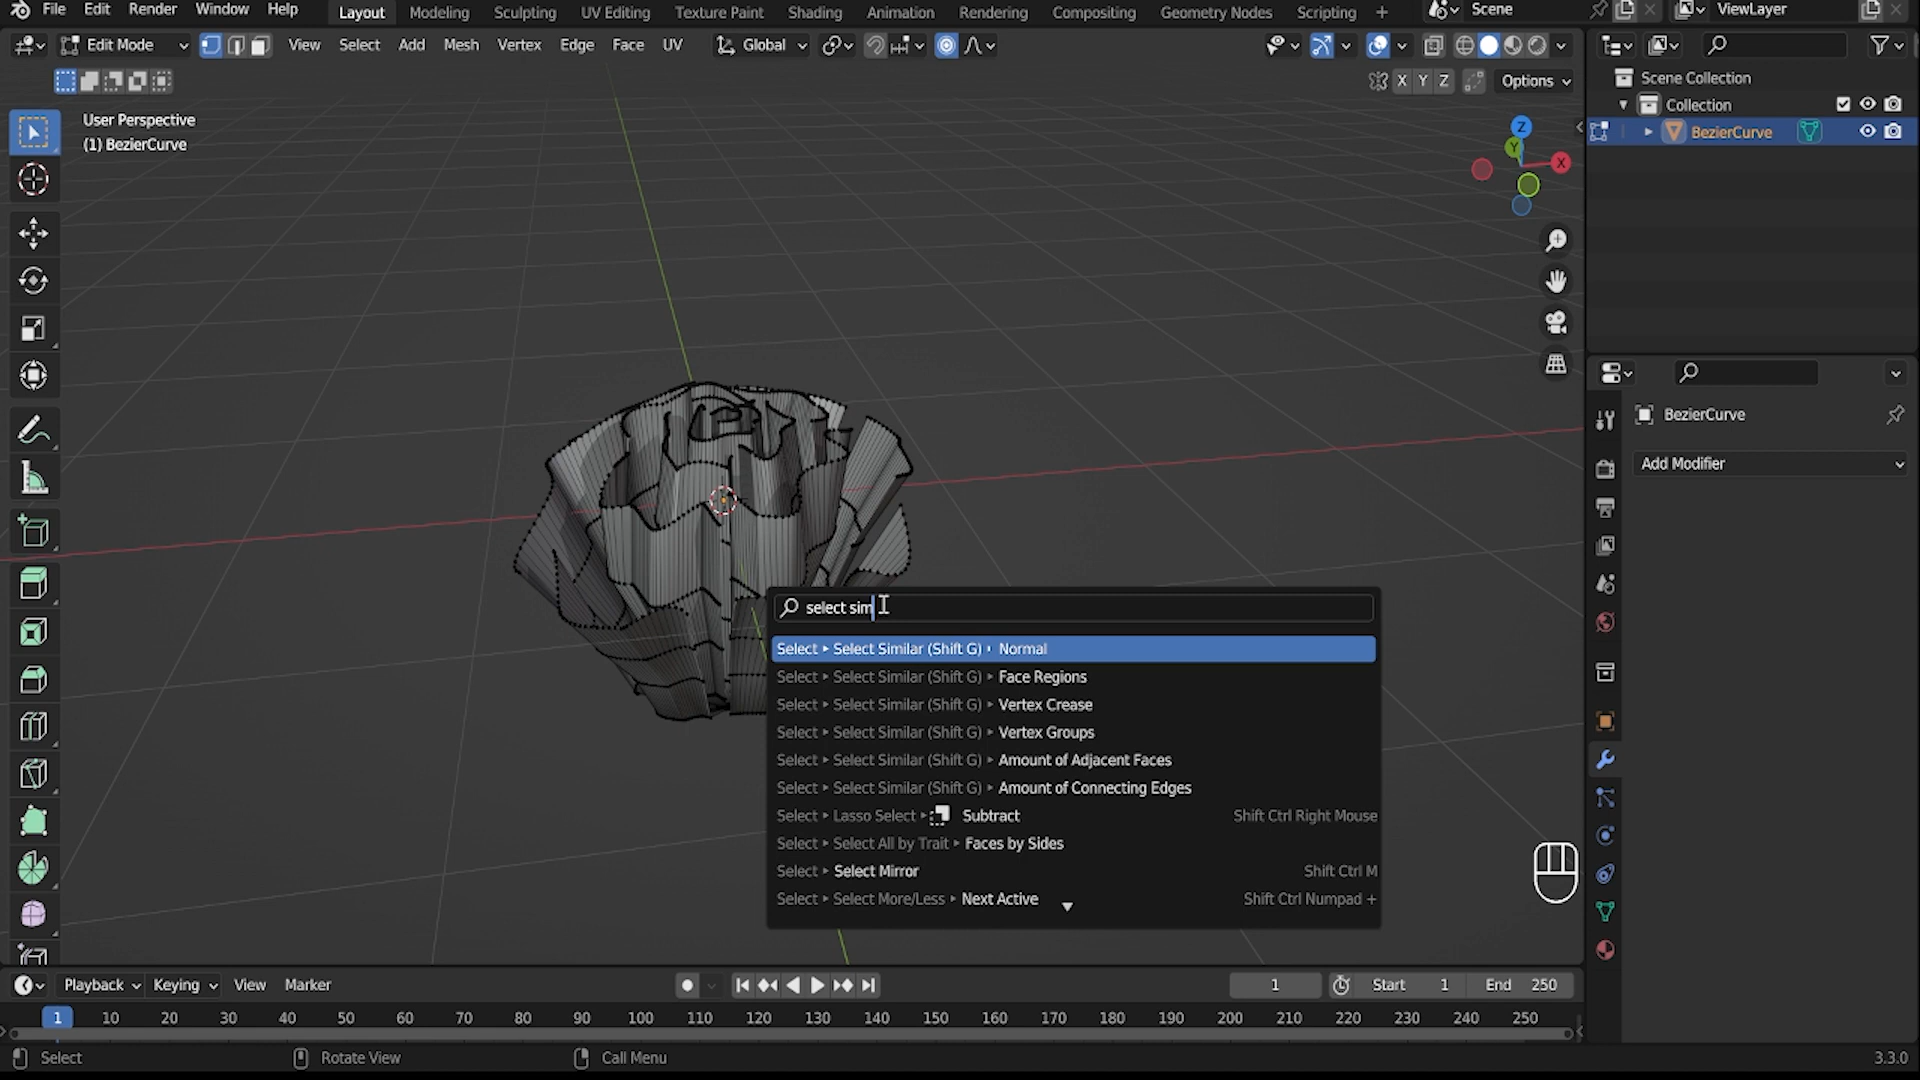 File Edit Render Window Help Layout Modeling Sculpting UV Editing Texture Paint Shading Animation Rendering Compositing Geometry Nodes Scripting + Scene ViewLayer
Edit Mode View Select Add Mesh Vertex Edge Face UV Global
X Y Z Options
Scene Collection
Collection
BezierCurve
User Perspective
(1) BezierCurve
Z
Y
X
BezierCurve
Add Modifier
select sim
Select ▸ Select Similar (Shift G) ▸ Normal
Select ▸ Select Similar (Shift G) ▸ Face Regions
Select ▸ Select Similar (Shift G) ▸ Vertex Crease
Select ▸ Select Similar (Shift G) ▸ Vertex Groups
Select ▸ Select Similar (Shift G) ▸ Amount of Adjacent Faces
Select ▸ Select Similar (Shift G) ▸ Amount of Connecting Edges
Select ▸ Lasso Select ▸ Subtract Shift Ctrl Right Mouse
Select ▸ Select All by Trait ▸ Faces by Sides
Select ▸ Select Mirror Shift Ctrl M
Select ▸ Select More/Less ▸ Next Active Shift Ctrl Numpad +
Playback Keying View Marker 1 Start 1 End 250
1 10 20 30 40 50 60 70 80 90 100 110 120 130 140 150 160 170 180 190 200 210 220 230 240 250
Select Rotate View Call Menu 3.3.0